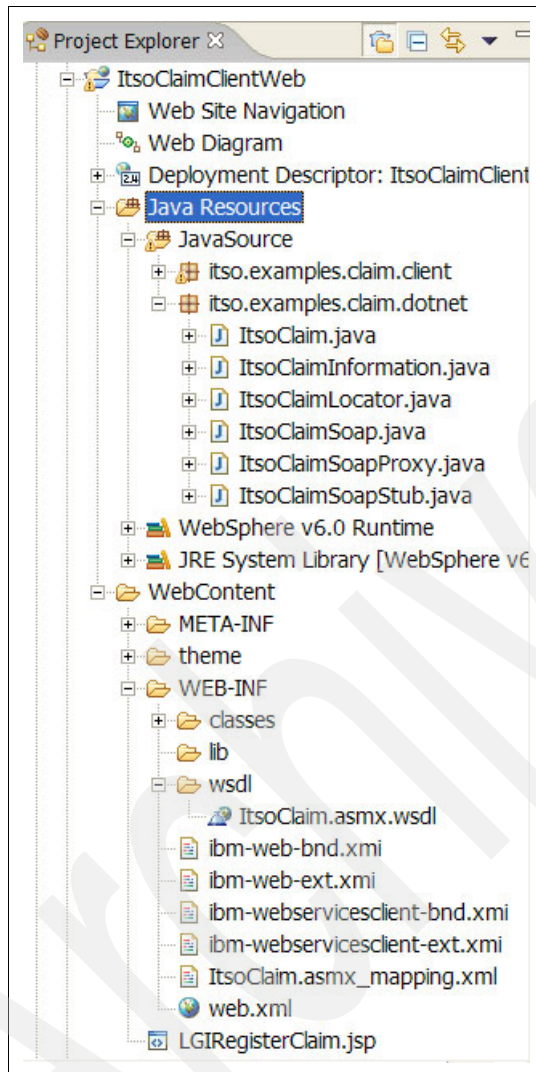 Project Explorer
ItsoClaimClientWeb
Web Site Navigation
Web Diagram
2.4 Deployment Descriptor: ItsoClaimClient
Java Resources
JavaSource
itso.examples.claim.client
itso.examples.claim.dotnet
ItsoClaim.java
ItsoClaimInformation.java
ItsoClaimLocator.java
ItsoClaimSoap.java
ItsoClaimSoapProxy.java
ItsoClaimSoapStub.java
WebSphere v6.0 Runtime
JRE System Library [WebSphere v6
WebContent
META-INF
theme
WEB-INF
classes
lib
wsdl
ItsoClaim.asmx.wsdl
ibm-web-bnd.xmi
ibm-web-ext.xmi
ibm-webservicesclient-bnd.xmi
ibm-webservicesclient-ext.xmi
ItsoClaim.asmx_mapping.xml
web.xml
LGIRegisterClaim.jsp